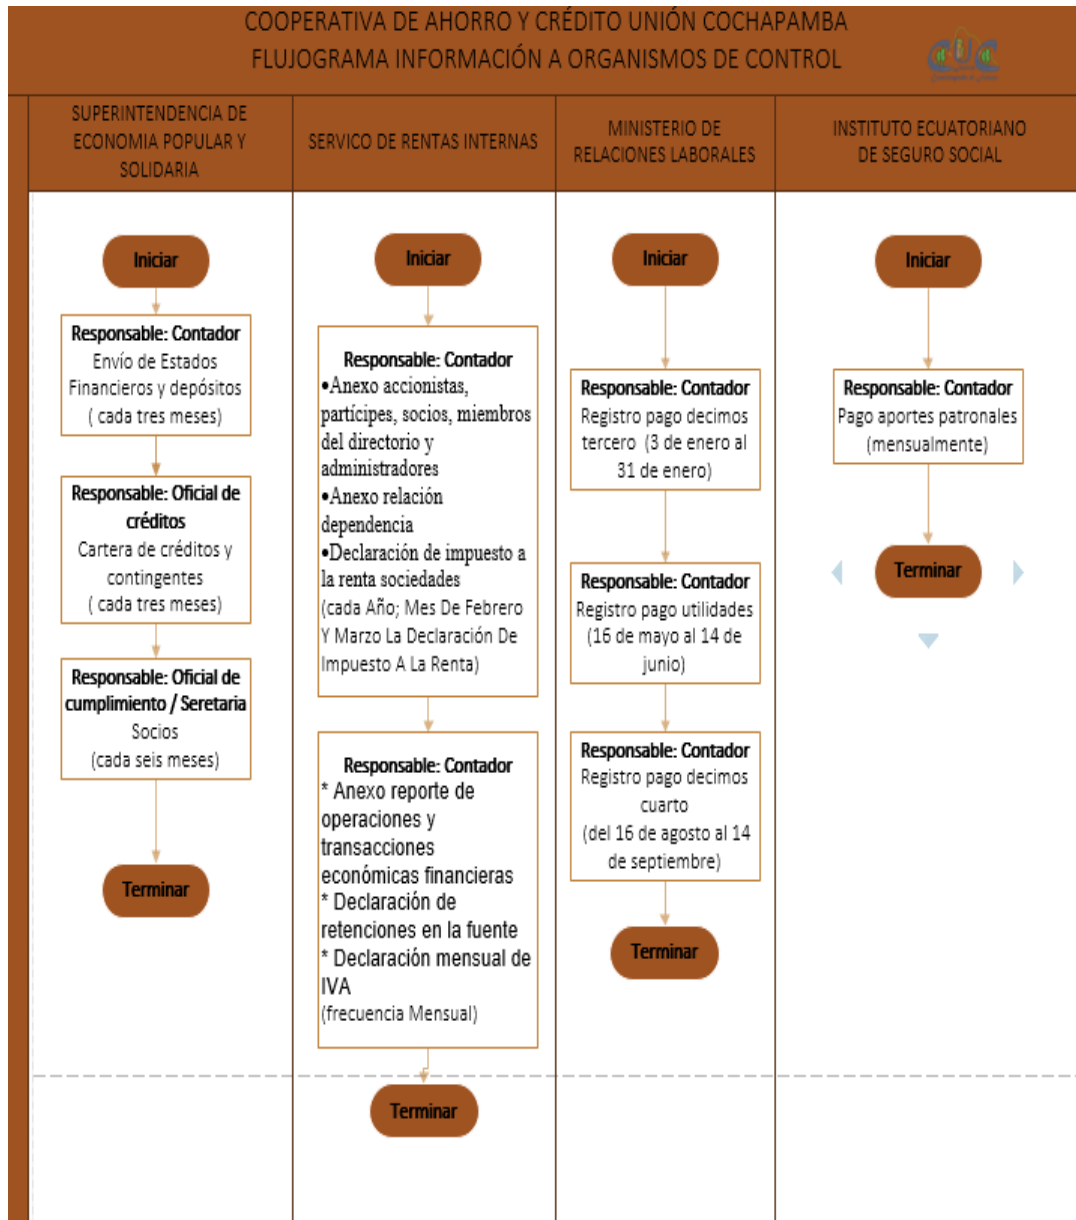 COOPERATIVA DE AHORRO Y CRÉDITO UNIÓN COCHAPAMBA
FLUJOGRAMA INFORMACIÓN A ORGANISMOS DE CONTROL
CUC
SUPERINTENDENCIA DE
ECONOMIA POPULAR Y
SOLIDARIA
Iniciar
Responsable: Contador
Envío de Estados
Financieros y depósitos
( cada tres meses)
Responsable: Oficial de
créditos
Cartera de créditos y
contingentes
( cada tres meses)
Responsable: Oficial de
cumplimiento / Seretaria
Socios
(cada seis meses)
Terminar
SERVICO DE RENTAS INTERNAS
Iniciar
Responsable: Contador
•Anexo accionistas,
partícipes, socios, miembros
del directorio y
administradores
•Anexo relación
dependencia
•Declaración de impuesto a
la renta sociedades
(cada Año; Mes De Febrero
Y Marzo La Declaración De
Impuesto A La Renta)
Responsable: Contador
* Anexo reporte de
operaciones y
transacciones
económicas financieras
* Declaración de
retenciones en la fuente
* Declaración mensual de
IVA
(frecuencia Mensual)
Terminar
MINISTERIO DE
RELACIONES LABORALES
Iniciar
Responsable: Contador
Registro pago decimos
tercero (3 de enero al
31 de enero)
Responsable: Contador
Registro pago utilidades
(16 de mayo al 14 de
junio)
Responsable: Contador
Registro pago decimos
cuarto
(del 16 de agosto al 14
de septiembre)
Terminar
INSTITUTO ECUATORIANO
DE SEGURO SOCIAL
Iniciar
Responsable: Contador
Pago aportes patronales
(mensualmente)
Terminar